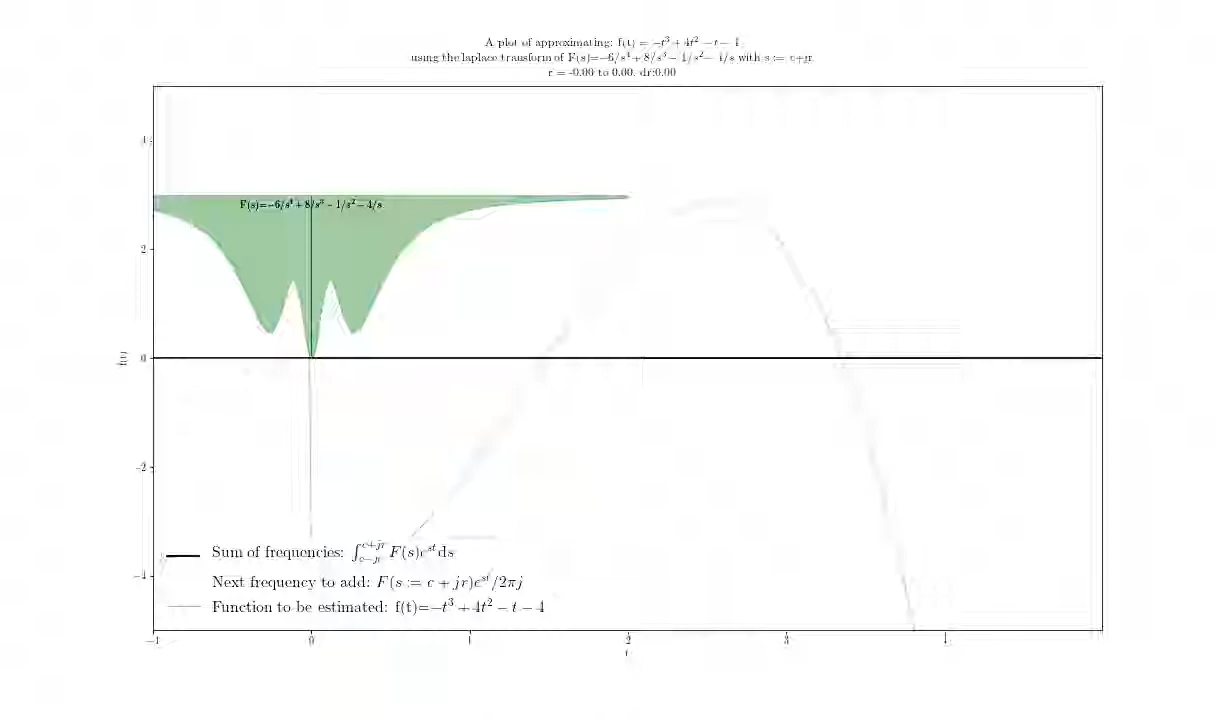 A plot of approximating: f(t) = −t³ + 4t² − t − 4
using the laplace transform of F(s)=−6/s⁴ + 8/s³ − 1/s² − 4/s with s := c+jr
r = -0.00 to 0.00. dr:0.00
4
F(s)=−6/s⁴ + 8/s³ − 1/s² − 4/s
2
f(t)
0
−2
Sum of frequencies: ∫_{c−jr}^{c+jr} F(s)e^{st}ds
−4
Next frequency to add: F(s := c + jr)e^{st}/2πj
Function to be estimated: f(t)=−t³ + 4t² − t − 4
−1 0 1 2 3 4
t